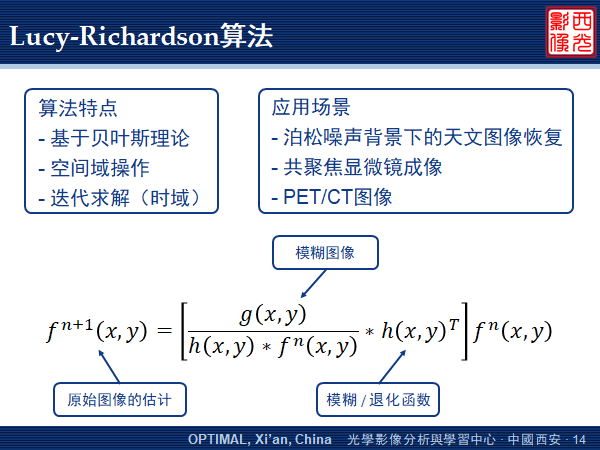 Lucy-Richardson算法
西光影像
算法特点
- 基于贝叶斯理论
- 空间域操作
- 迭代求解（时域）
应用场景
- 泊松噪声背景下的天文图像恢复
- 共聚焦显微镜成像
- PET/CT图像
模糊图像
f^{n+1}(x,y) = [g(x,y) / (h(x,y) ∗ f^n(x,y)) ∗ h(x,y)^T] f^n(x,y)
原始图像的估计
模糊 / 退化函数
OPTIMAL, Xi'an, China 光學影像分析與學習中心 · 中國西安 · 14